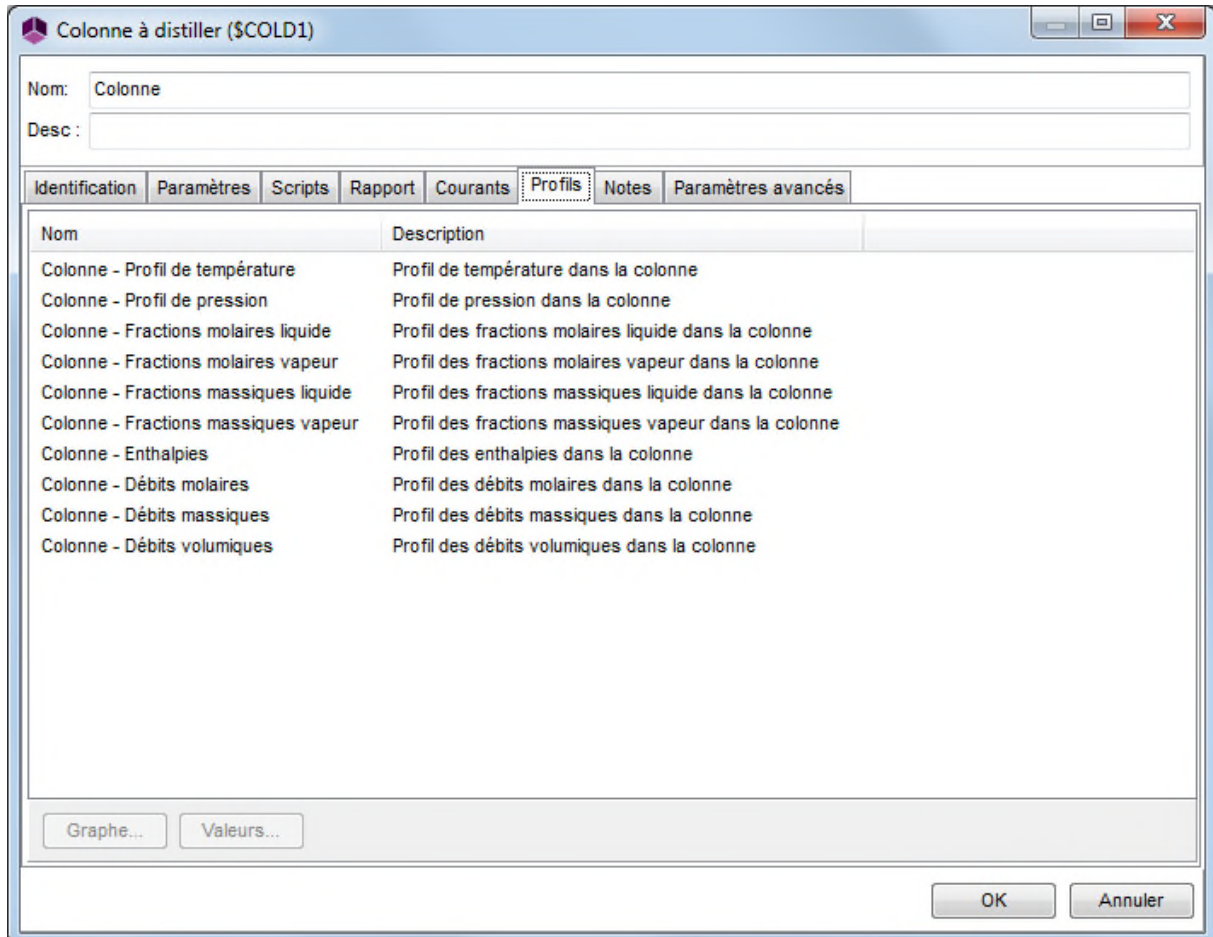 Colonne à distiller ($COLD1)
Nom: Colonne
Desc :
Identification Paramètres Scripts Rapport Courants Profils Notes Paramètres avancés
Nom Description
Colonne - Profil de température Profil de température dans la colonne
Colonne - Profil de pression Profil de pression dans la colonne
Colonne - Fractions molaires liquide Profil des fractions molaires liquide dans la colonne
Colonne - Fractions molaires vapeur Profil des fractions molaires vapeur dans la colonne
Colonne - Fractions massiques liquide Profil des fractions massiques liquide dans la colonne
Colonne - Fractions massiques vapeur Profil des fractions massiques vapeur dans la colonne
Colonne - Enthalpies Profil des enthalpies dans la colonne
Colonne - Débits molaires Profil des débits molaires dans la colonne
Colonne - Débits massiques Profil des débits massiques dans la colonne
Colonne - Débits volumiques Profil des débits volumiques dans la colonne
Graphe... Valeurs...
OK Annuler